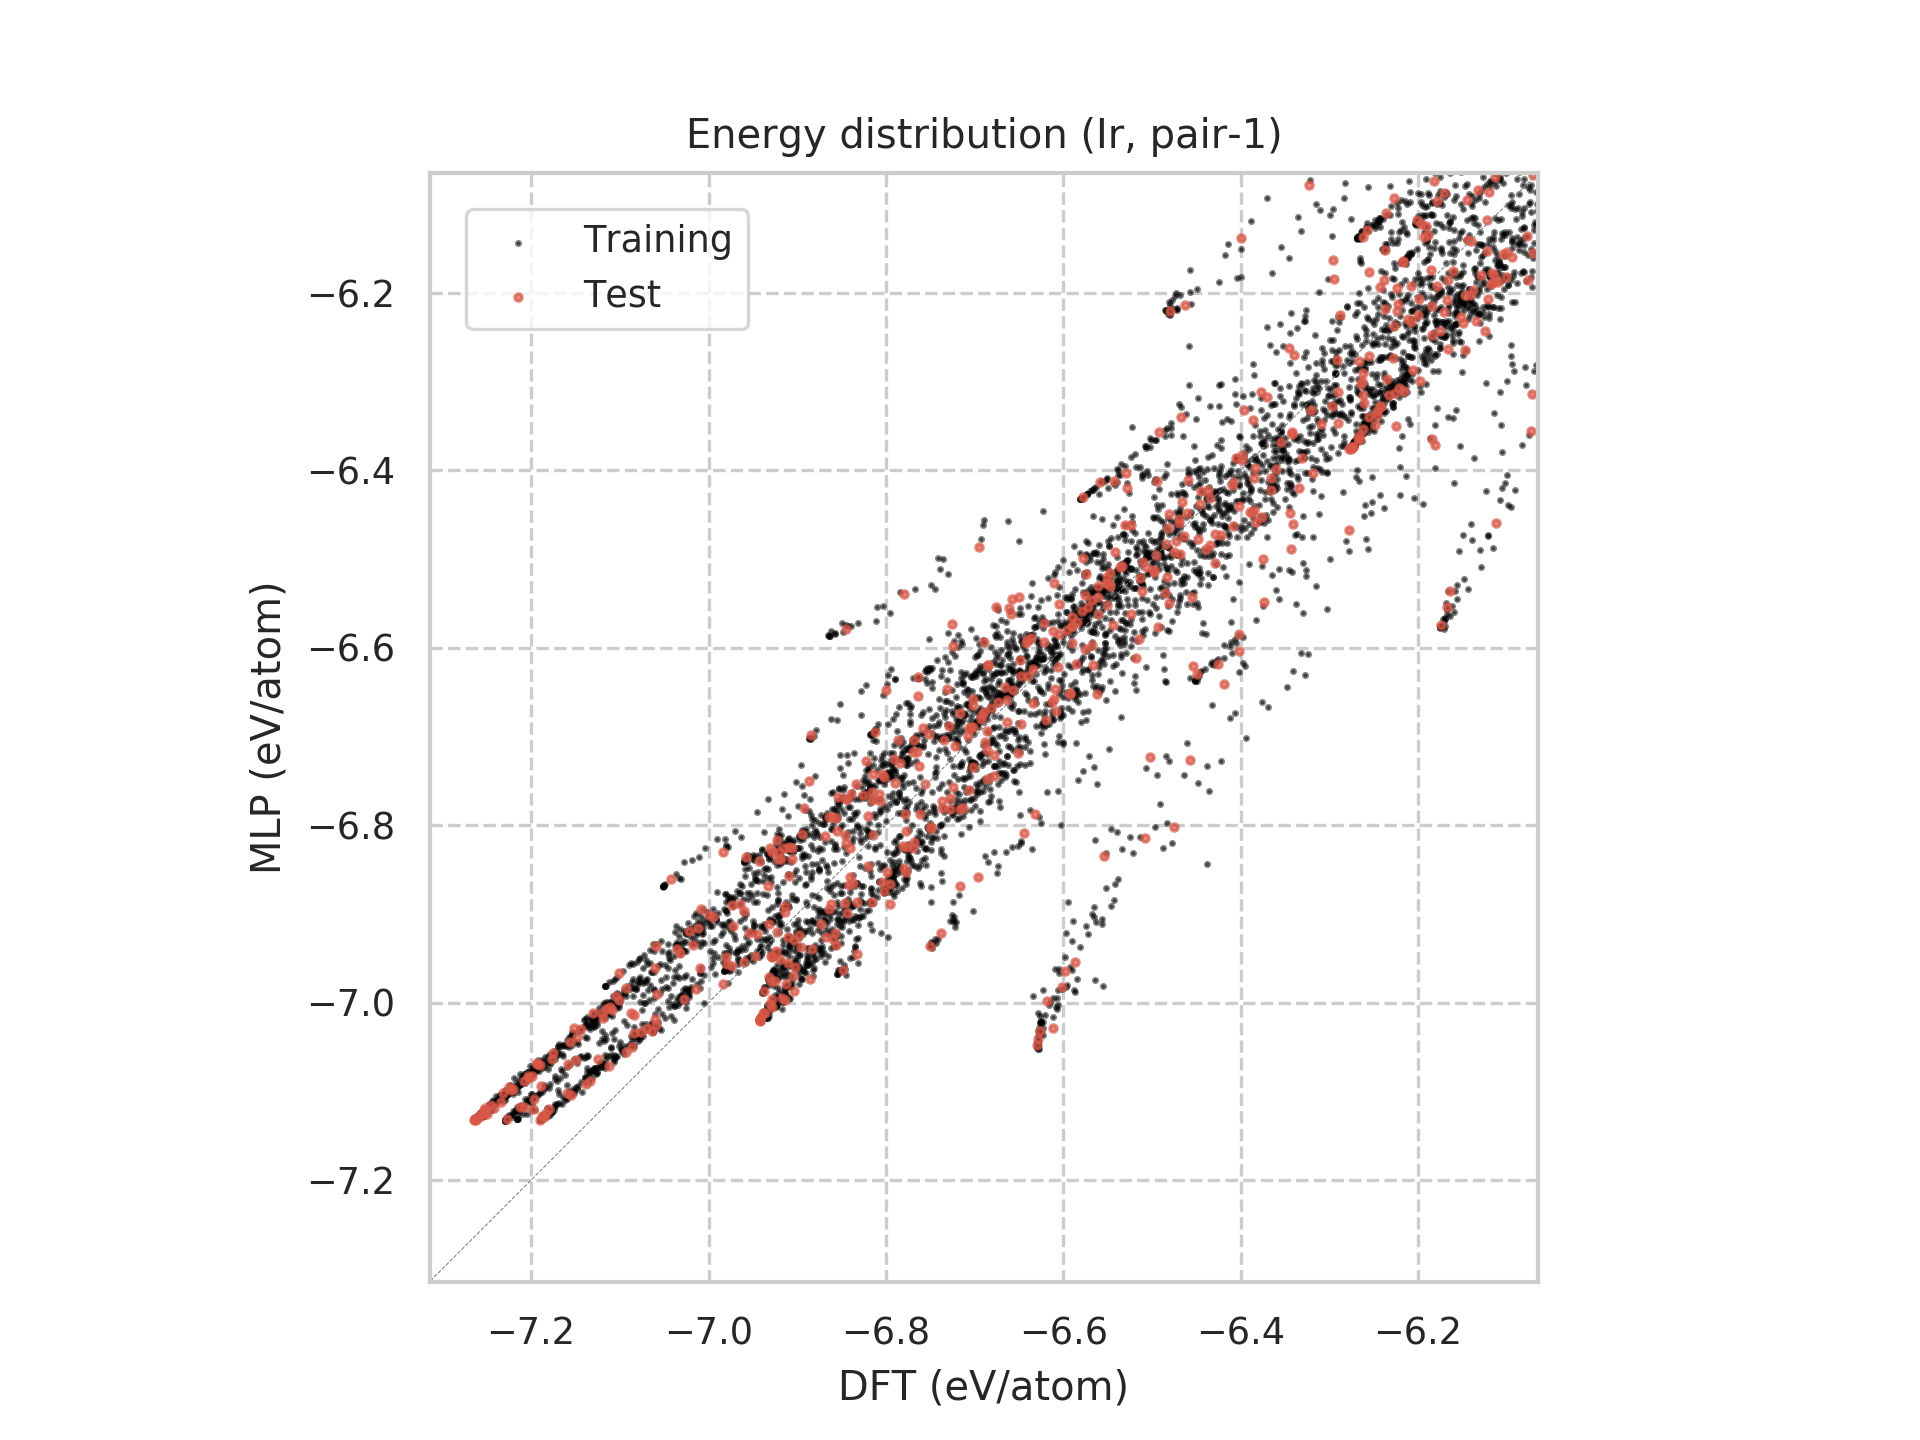 Energy distribution (Ir, pair-1)
Training
Test
−6.2
−6.4
−6.6
−6.8
−7.0
−7.2
MLP (eV/atom)
−7.2 −7.0 −6.8 −6.6 −6.4 −6.2
DFT (eV/atom)